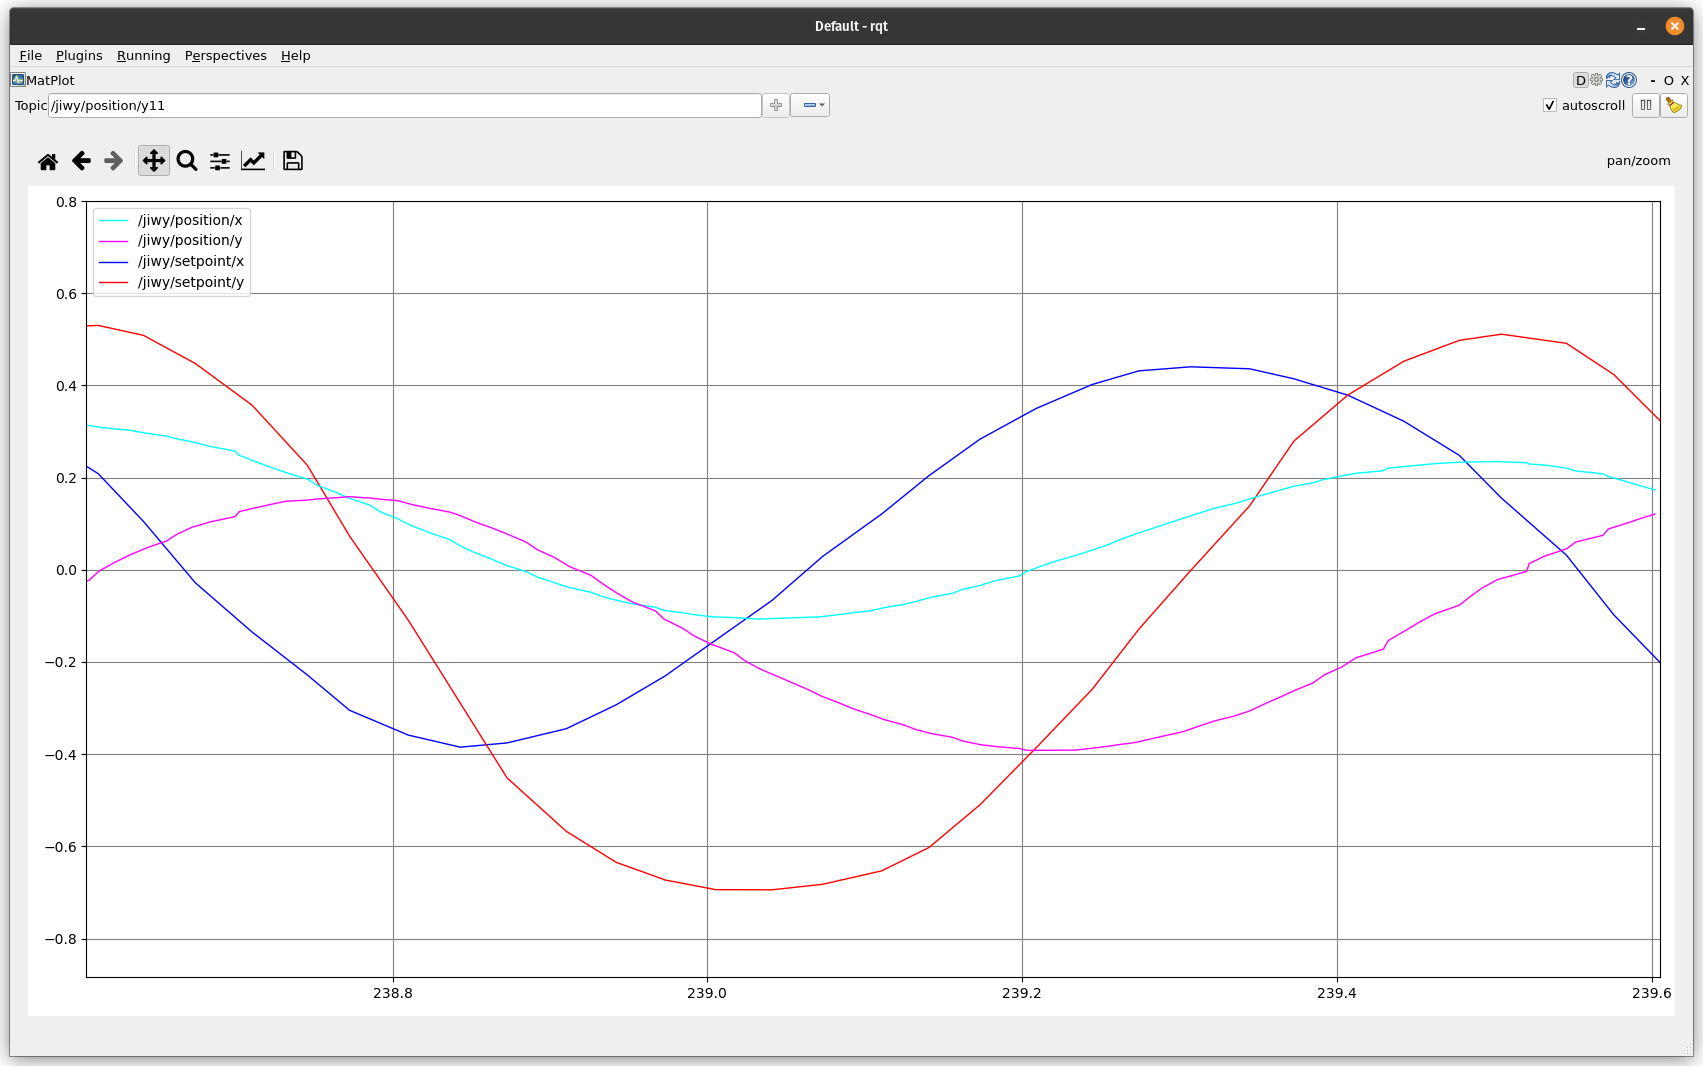 Default - rqt
File Plugins Running Perspectives Help
MatPlot
D ? - O X
Topic /jiwy/position/y11
autoscroll
pan/zoom
/jiwy/position/x
/jiwy/position/y
/jiwy/setpoint/x
/jiwy/setpoint/y
0.8
0.6
0.4
0.2
0.0
−0.2
−0.4
−0.6
−0.8
238.8 239.0 239.2 239.4 239.6